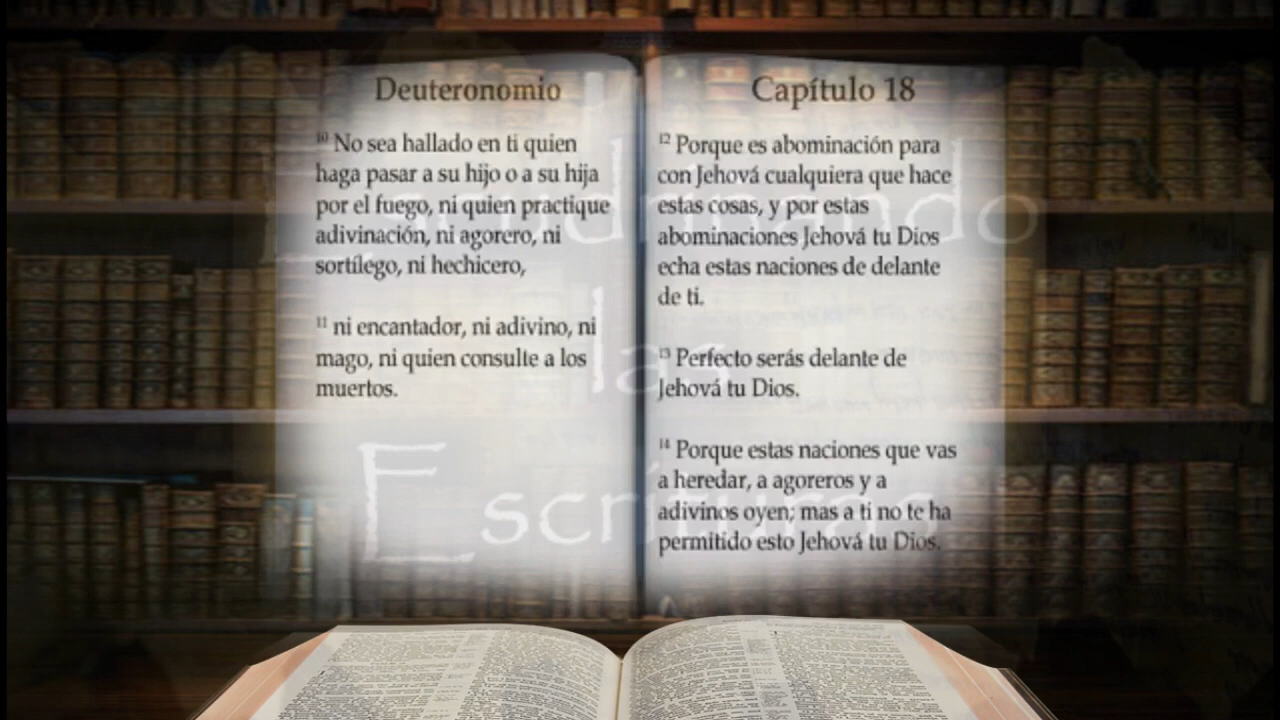 Deuteronomio
10 No sea hallado en ti quien
haga pasar a su hijo o a su hija
por el fuego, ni quien practique
adivinación, ni agorero, ni
sortílego, ni hechicero,
11 ni encantador, ni adivino, ni
mago, ni quien consulte a los
muertos.
Capítulo 18
12 Porque es abominación para
con Jehová cualquiera que hace
estas cosas, y por estas
abominaciones Jehová tu Dios
echa estas naciones de delante
de ti.
13 Perfecto serás delante de
Jehová tu Dios.
14 Porque estas naciones que vas
a heredar, a agoreros y a
adivinos oyen; mas a ti no te ha
permitido esto Jehová tu Dios.
las
Escrituras